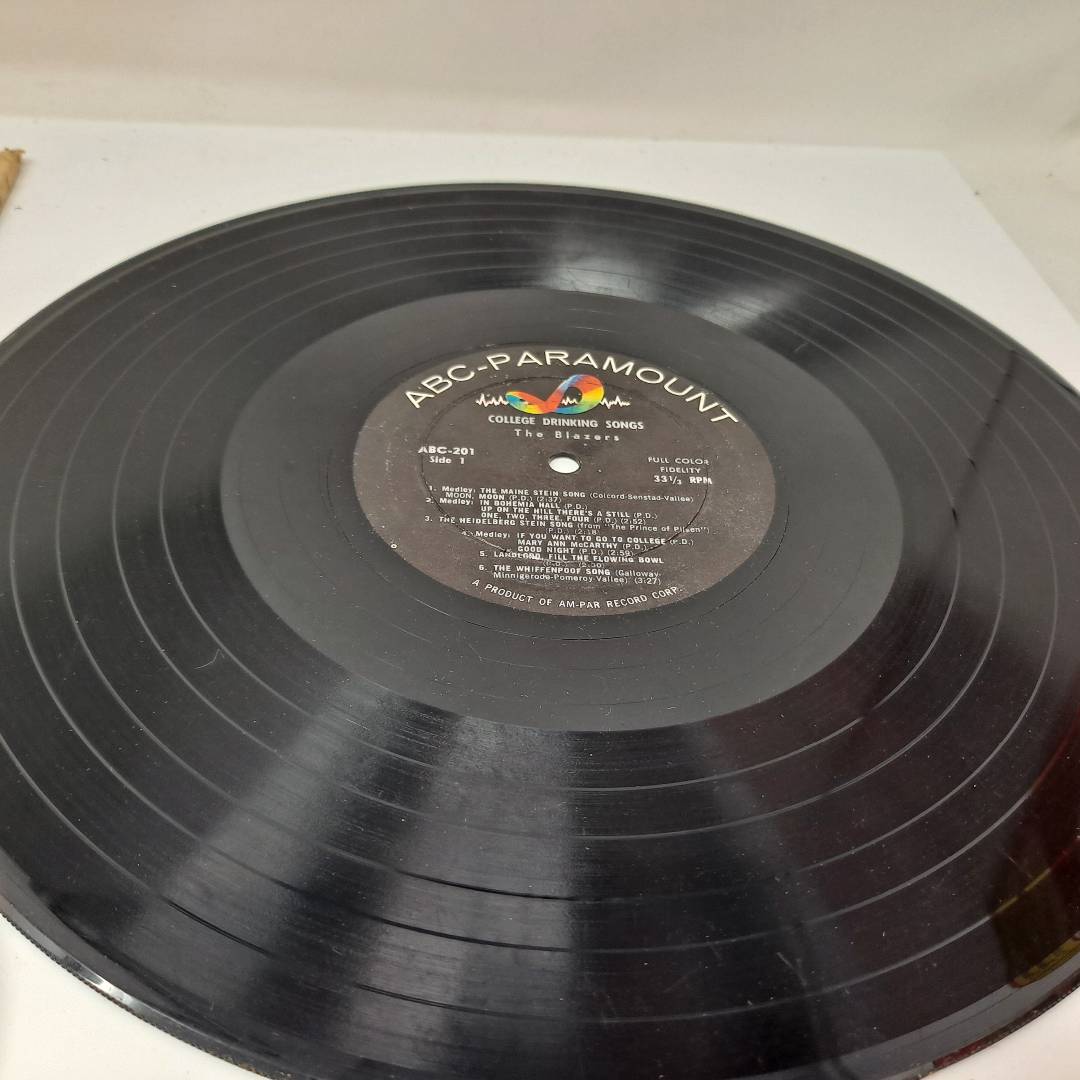 ABC-PARAMOUNT
COLLEGE DRINKING SONGS
The Blazers
ABC-201
Side 1
FULL COLOR
FIDELITY
33 1/3 RPM
1. Medley: THE MAINE STEIN SONG (Colcord-Senstad-Vallee)
MOON, MOON (P.D.) (2:37)
2. Medley: IN BOHEMIA HALL (P.D.)
UP ON THE HILL THERE'S A STILL (P.D.)
ONE, TWO, THREE, FOUR (P.D.) (2:52)
3. THE HEIDELBERG STEIN SONG (from "The Prince of Pilsen")
(P.D.) (2:18)
4. Medley: IF YOU WANT TO GO TO COLLEGE (P.D.)
MARY ANN McCARTHY (P.D.)
GOOD NIGHT (P.D.) (2:59)
5. LANDLORD, FILL THE FLOWING BOWL
(P.D.)
6. THE WHIFFENPOOF SONG (Galloway-
Minnigerode-Pomeroy-Vallee) (3:27)
A PRODUCT OF AM-PAR RECORD CORP.